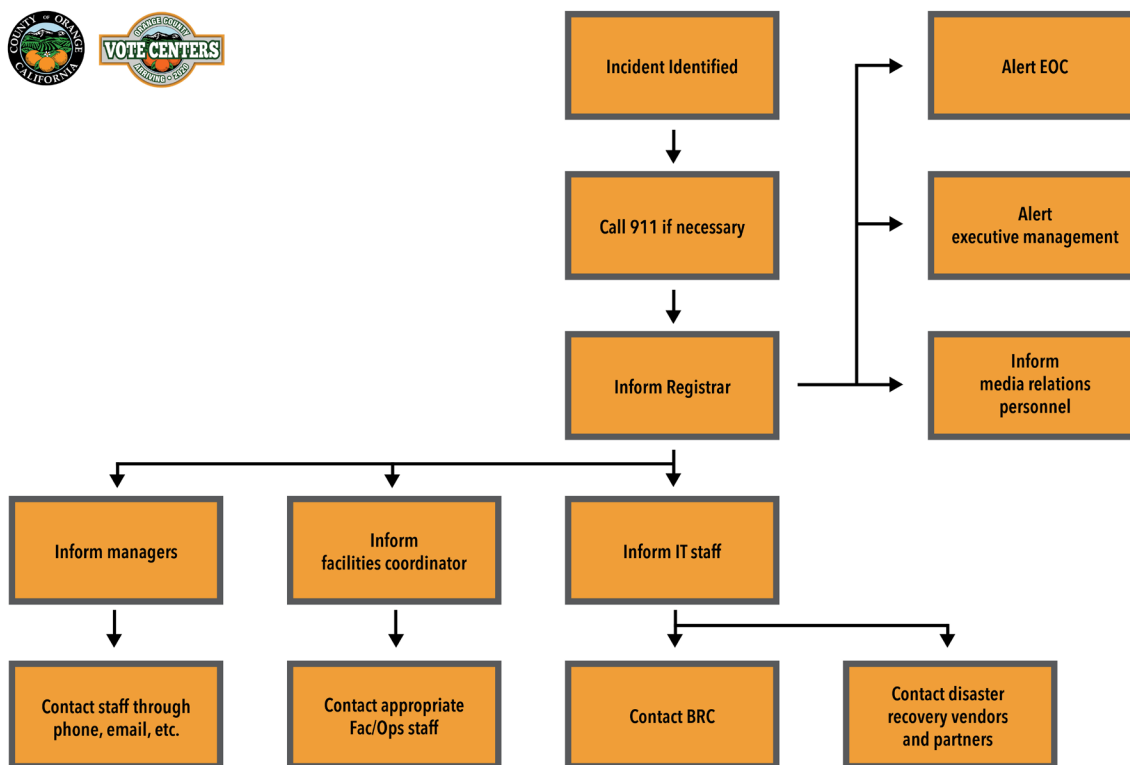 COUNTY OF ORANGE
CALIFORNIA
ORANGE COUNTY
VOTE CENTERS
ARRIVING • 2020
Incident Identified
Alert EOC
Call 911 if necessary
Alert
executive management
Inform Registrar
Inform
media relations
personnel
Inform managers
Inform
facilities coordinator
Inform IT staff
Contact staff through
phone, email, etc.
Contact appropriate
Fac/Ops staff
Contact BRC
Contact disaster
recovery vendors
and partners